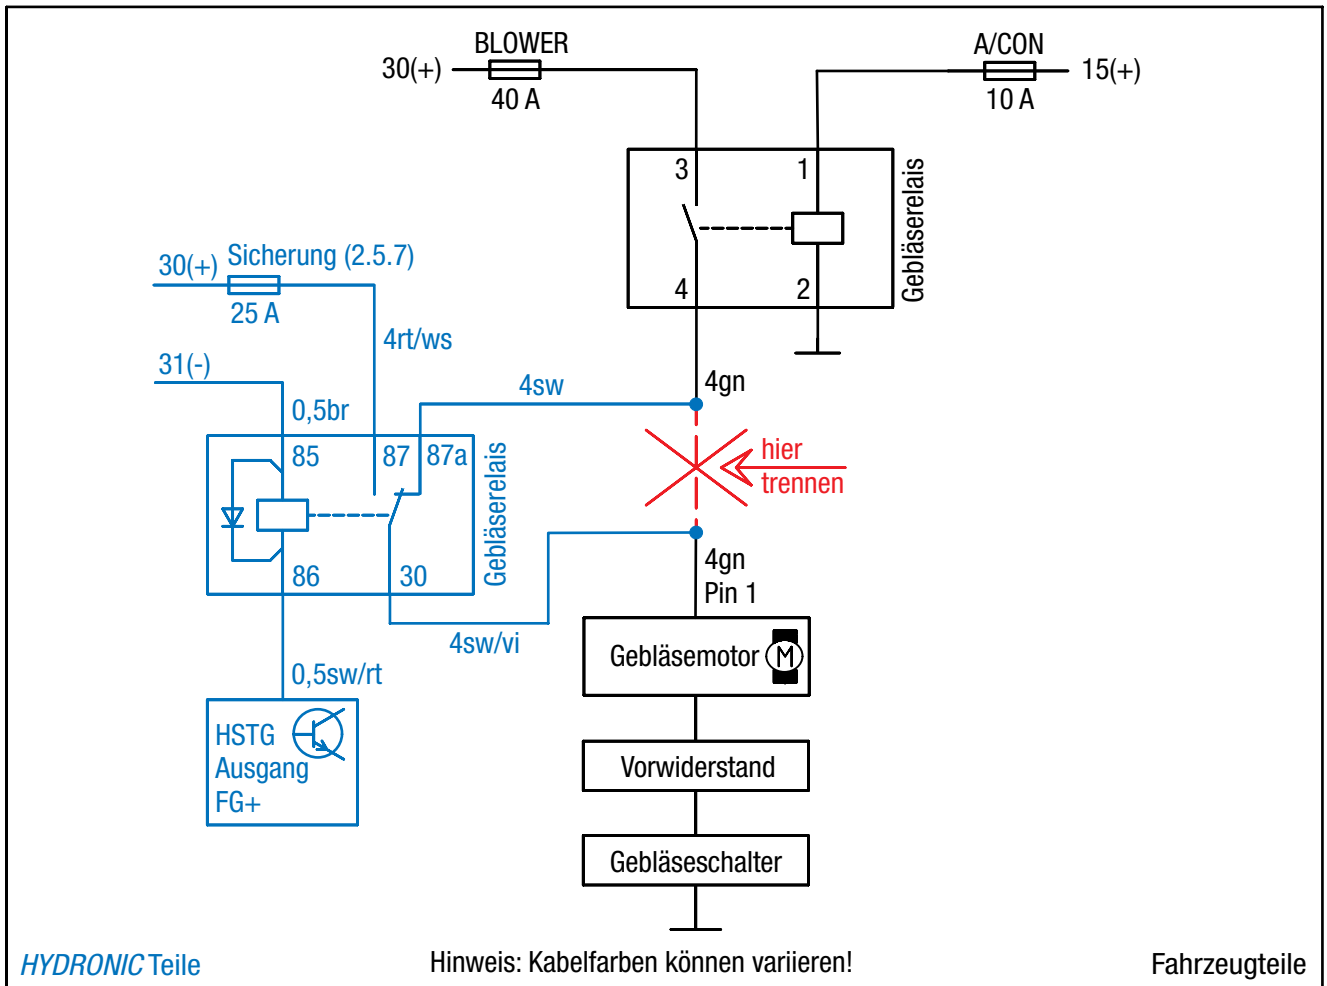 BLOWER
30(+)
40 A
A/CON
15(+)
10 A
3
1
4
2
Gebläserelais
30(+)
Sicherung (2.5.7)
25 A
4rt/ws
31(-)
0,5br
4sw
4gn
hier
trennen
85
87
87a
86
30
Gebläserelais
4sw/vi
4gn
Pin 1
0,5sw/rt
HSTG
Ausgang
FG+
Gebläsemotor
M
Vorwiderstand
Gebläseschalter
HYDRONIC Teile
Hinweis: Kabelfarben können variieren!
Fahrzeugteile